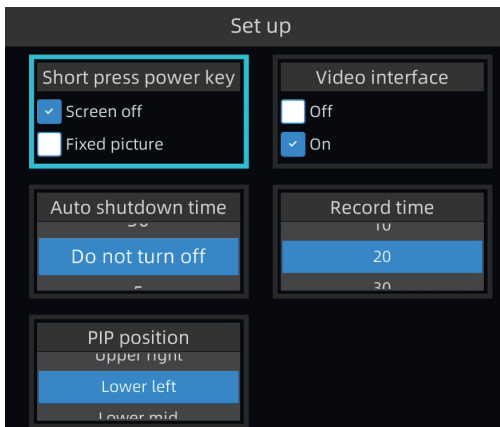 Set up
Short press power key
Screen off
Fixed picture
Video interface
Off
On
Auto shutdown time
Do not turn off
5
Record time
10
20
30
PIP position
Upper right
Lower left
Lower mid